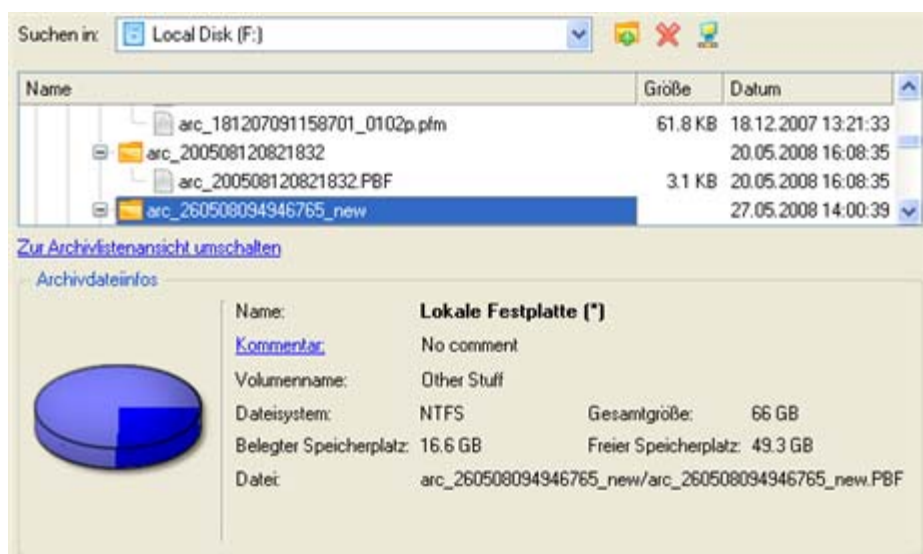 Suchen in: Local Disk (F:)
Name Größe Datum
arc_181207091158701_0102p.pfm 61.8 KB 18.12.2007 13:21:33
arc_200508120821832 20.05.2008 16:08:35
arc_200508120821832.PBF 3.1 KB 20.05.2008 16:08:35
arc_260508094946765_new 27.05.2008 14:00:39
Zur Archivlistenansicht umschalten
Archivdateiinfos
Name: Lokale Festplatte (*)
Kommentar: No comment
Volumenname: Other Stuff
Dateisystem: NTFS Gesamtgröße: 66 GB
Belegter Speicherplatz: 16.6 GB Freier Speicherplatz: 49.3 GB
Datei: arc_260508094946765_new/arc_260508094946765_new.PBF